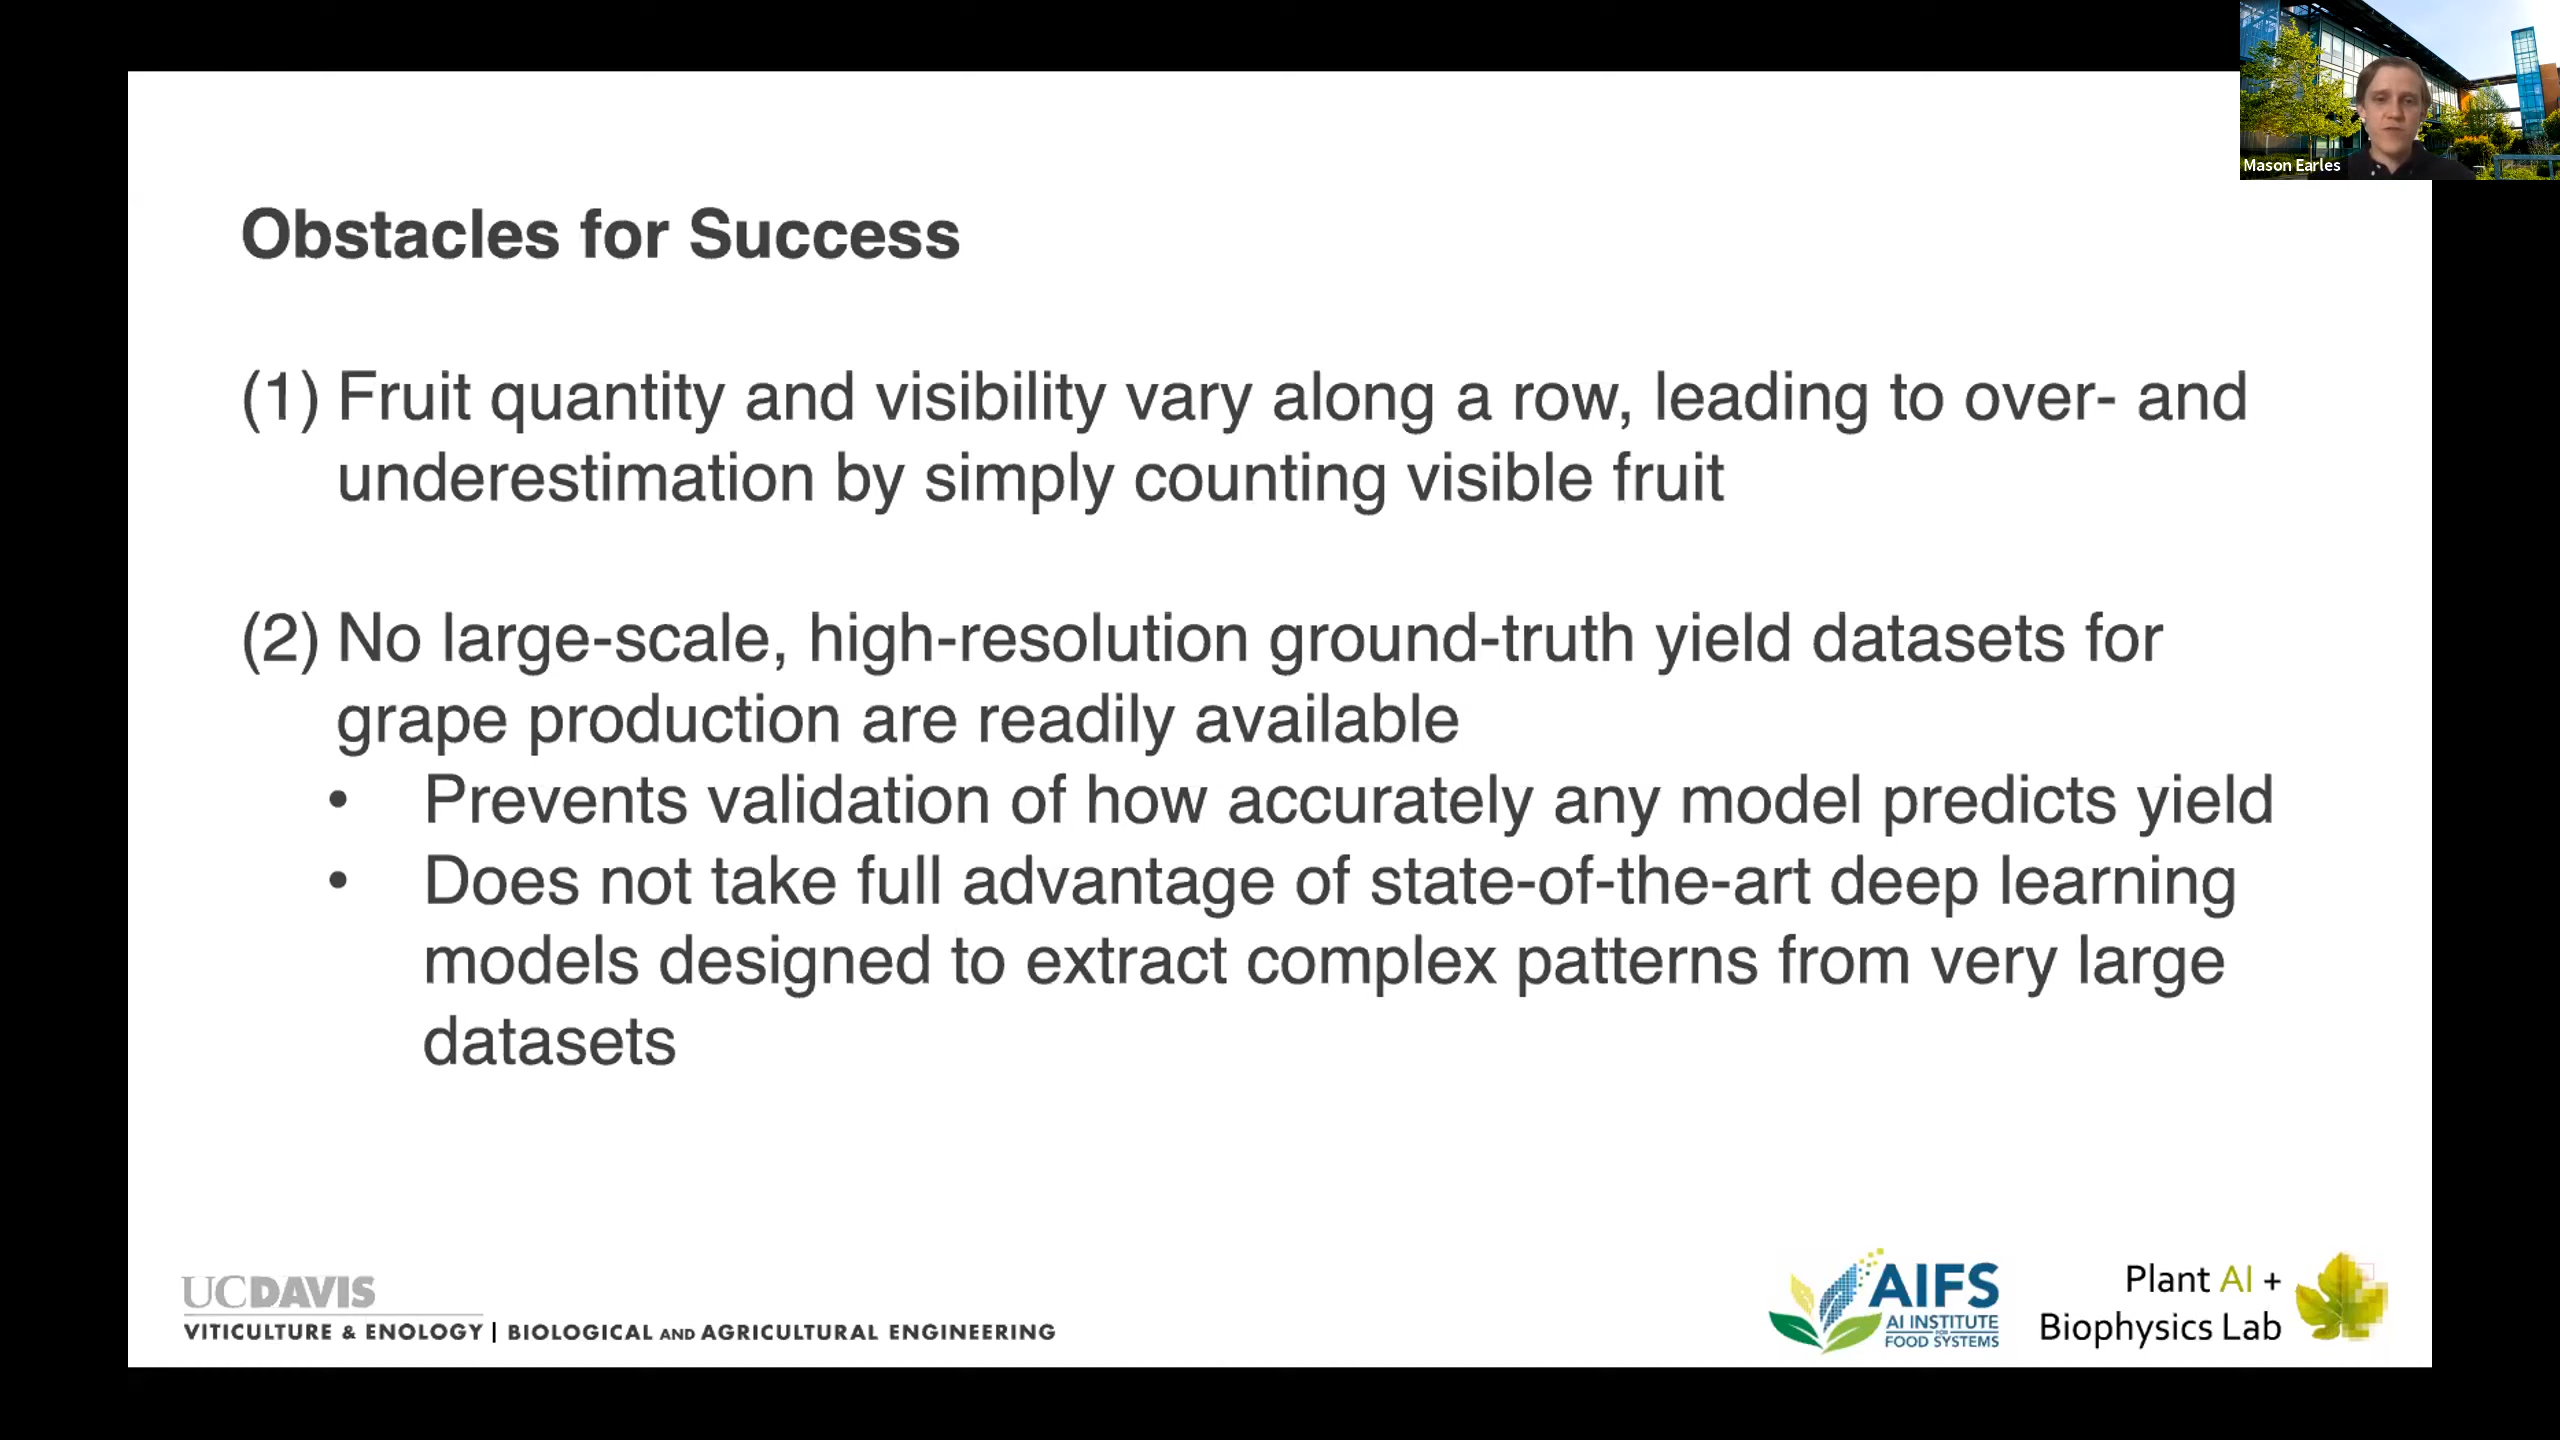 Mason Earles
Obstacles for Success
(1) Fruit quantity and visibility vary along a row, leading to over- and
underestimation by simply counting visible fruit
(2) No large-scale, high-resolution ground-truth yield datasets for
grape production are readily available
• Prevents validation of how accurately any model predicts yield
• Does not take full advantage of state-of-the-art deep learning
models designed to extract complex patterns from very large
datasets
UCDAVIS
VITICULTURE & ENOLOGY | BIOLOGICAL AND AGRICULTURAL ENGINEERING
AIFS
AI INSTITUTE
FOR
FOOD SYSTEMS
Plant AI +
Biophysics Lab